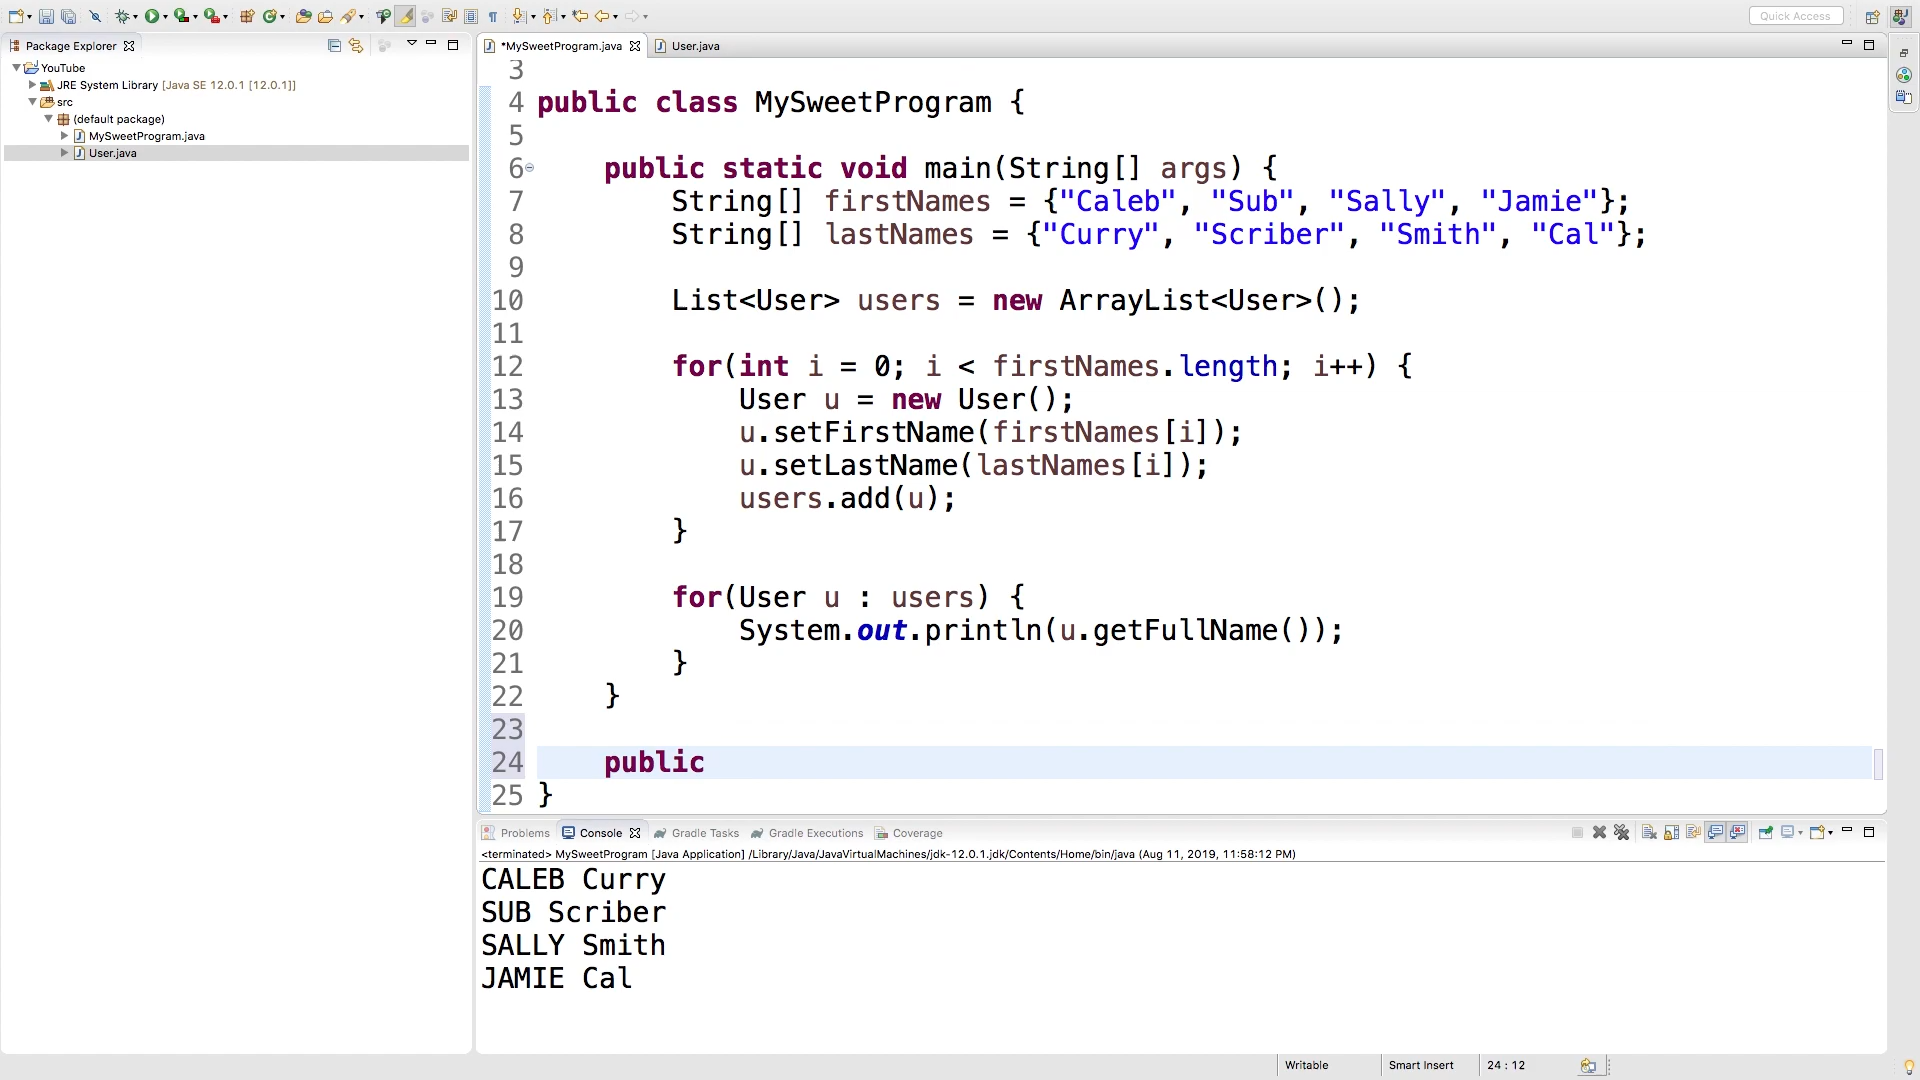 Quick Access
Package Explorer
YouTube
JRE System Library [Java SE 12.0.1 [12.0.1]]
src
(default package)
MySweetProgram.java
User.java
*MySweetProgram.java
User.java
3
4 public class MySweetProgram {
5
6 public static void main(String[] args) {
7 String[] firstNames = {"Caleb", "Sub", "Sally", "Jamie"};
8 String[] lastNames = {"Curry", "Scriber", "Smith", "Cal"};
9
10 List<User> users = new ArrayList<User>();
11
12 for(int i = 0; i < firstNames.length; i++) {
13 User u = new User();
14 u.setFirstName(firstNames[i]);
15 u.setLastName(lastNames[i]);
16 users.add(u);
17 }
18
19 for(User u : users) {
20 System.out.println(u.getFullName());
21 }
22 }
23
24 public
25 }
Problems Console Gradle Tasks Gradle Executions Coverage
<terminated> MySweetProgram [Java Application] /Library/Java/JavaVirtualMachines/jdk-12.0.1.jdk/Contents/Home/bin/java (Aug 11, 2019, 11:58:12 PM)
CALEB Curry
SUB Scriber
SALLY Smith
JAMIE Cal
Writable Smart Insert 24 : 12